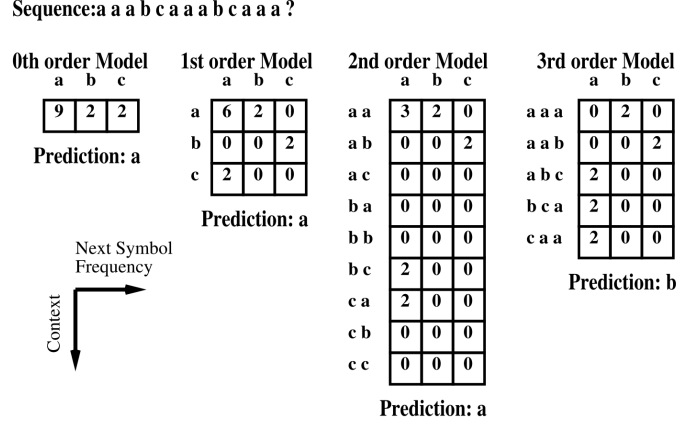 Sequence:a a a b c a a a b c a a a ?
0th order Model
a b c
9 2 2
Prediction: a
1st order Model
a b c
a 6 2 0
b 0 0 2
c 2 0 0
Prediction: a
2nd order Model
a b c
a a 3 2 0
a b 0 0 2
a c 0 0 0
b a 0 0 0
b b 0 0 0
b c 2 0 0
c a 2 0 0
c b 0 0 0
c c 0 0 0
Prediction: a
3rd order Model
a b c
a a a 0 2 0
a a b 0 0 2
a b c 2 0 0
b c a 2 0 0
c a a 2 0 0
Prediction: b
Next Symbol
Frequency
Context